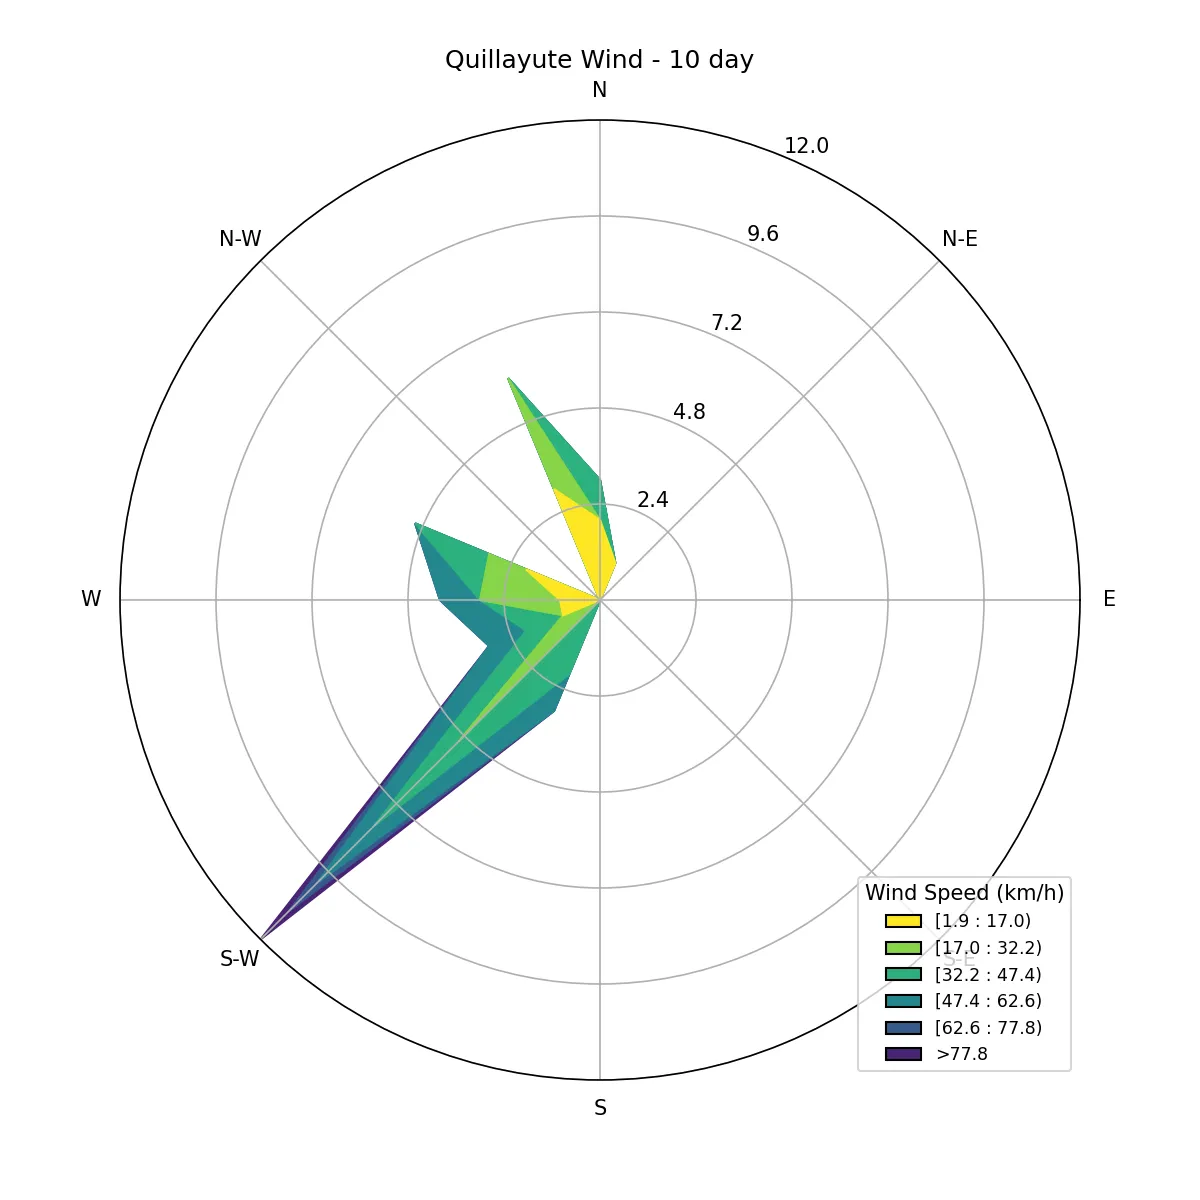 Quillayute Wind - 10 day
N
12.0
N-W
9.6
N-E
7.2
4.8
2.4
W
E
S-W
S-E
Wind Speed (km/h)
[1.9 : 17.0)
[17.0 : 32.2)
[32.2 : 47.4)
[47.4 : 62.6)
[62.6 : 77.8)
>77.8
S